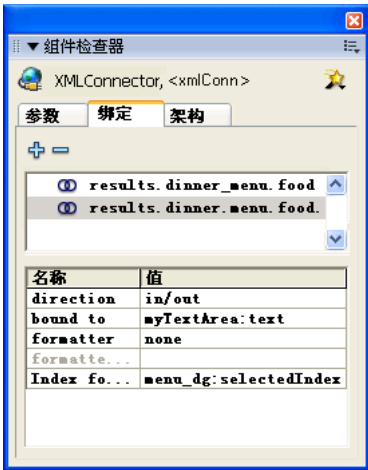 组件检查器
XMLConnector, <xmlConn>
参数 绑定 架构
results.dinner_menu.food
results.dinner.menu.food.
名称 值
direction in/out
bound to myTextArea:text
formatter none
formatte...
Index fo... menu_dg:selectedIndex